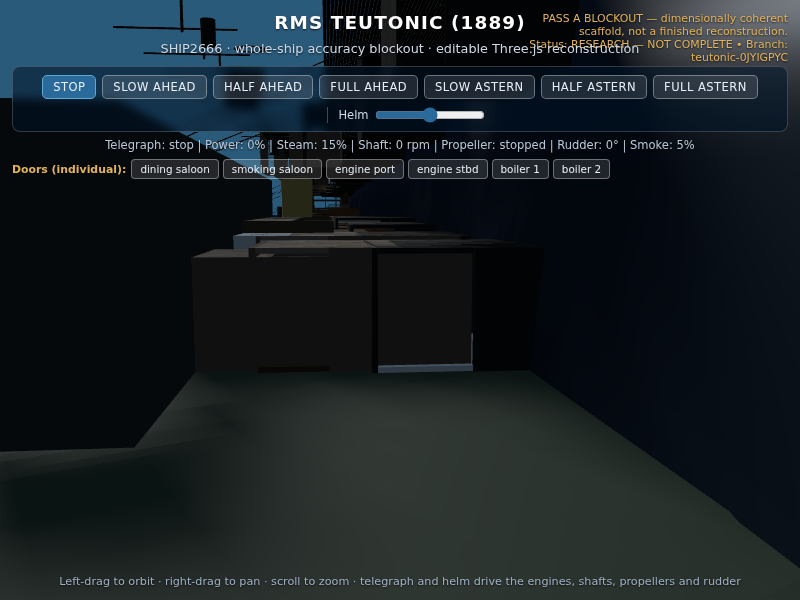 RMS TEUTONIC (1889)
SHIP2666 · whole-ship accuracy blockout · editable Three.js reconstruction
PASS A BLOCKOUT — dimensionally coherent
scaffold, not a finished reconstruction.
Status: RESEARCH — NOT COMPLETE • Branch:
teutonic-0JYIGPYC
STOP SLOW AHEAD HALF AHEAD FULL AHEAD SLOW ASTERN HALF ASTERN FULL ASTERN
Helm
Telegraph: stop | Power: 0% | Steam: 15% | Shaft: 0 rpm | Propeller: stopped | Rudder: 0° | Smoke: 5%
Doors (individual): dining saloon smoking saloon engine port engine stbd boiler 1 boiler 2
Left-drag to orbit · right-drag to pan · scroll to zoom · telegraph and helm drive the engines, shafts, propellers and rudder